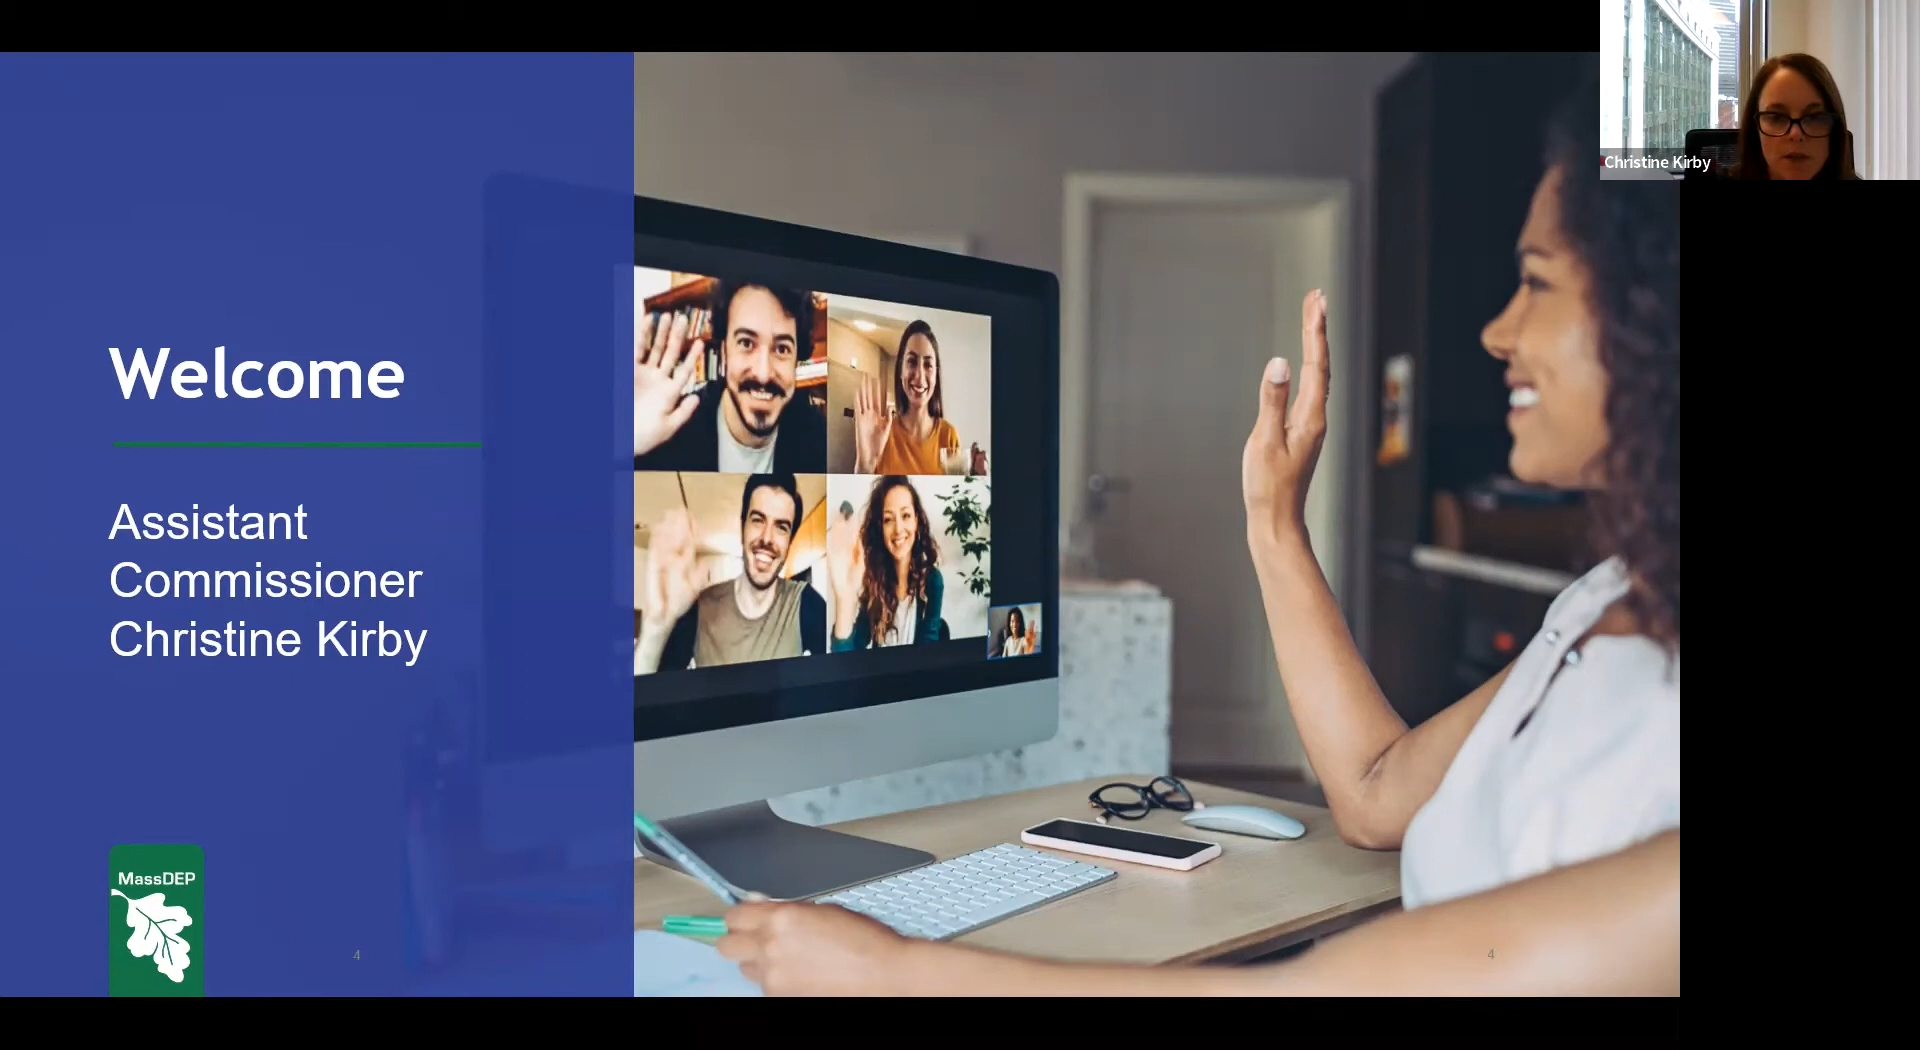 Christine Kirby
Welcome
Assistant
Commissioner
Christine Kirby
MassDEP
4
4